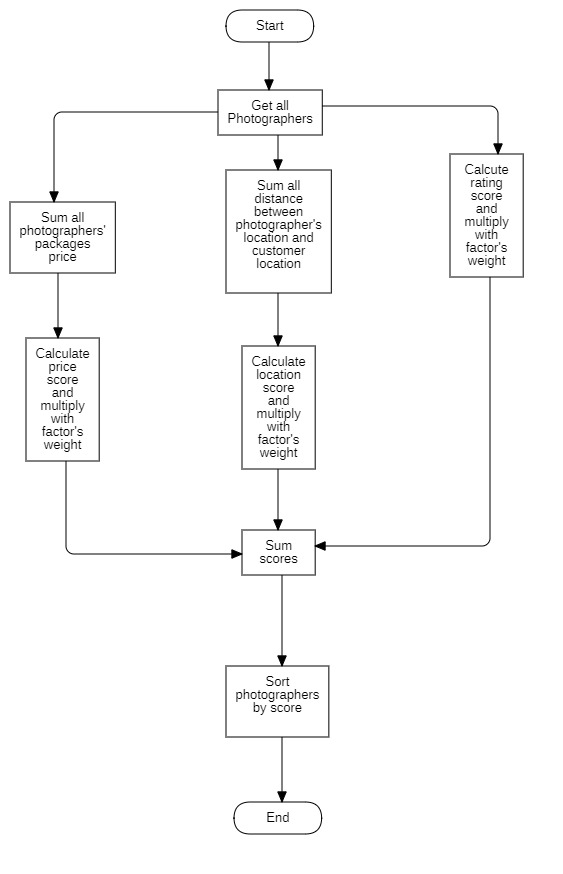 Start
Get all
Photographers
Sum all
photographers'
packages
price
Sum all
distance
between
photographer's
location and
customer
location
Calcute
rating
score
and
multiply
with
factor's
weight
Calculate
price
score
and
multiply
with
factor's
weight
Calculate
location
score
and
multiply
with
factor's
weight
Sum
scores
Sort
photographers
by score
End